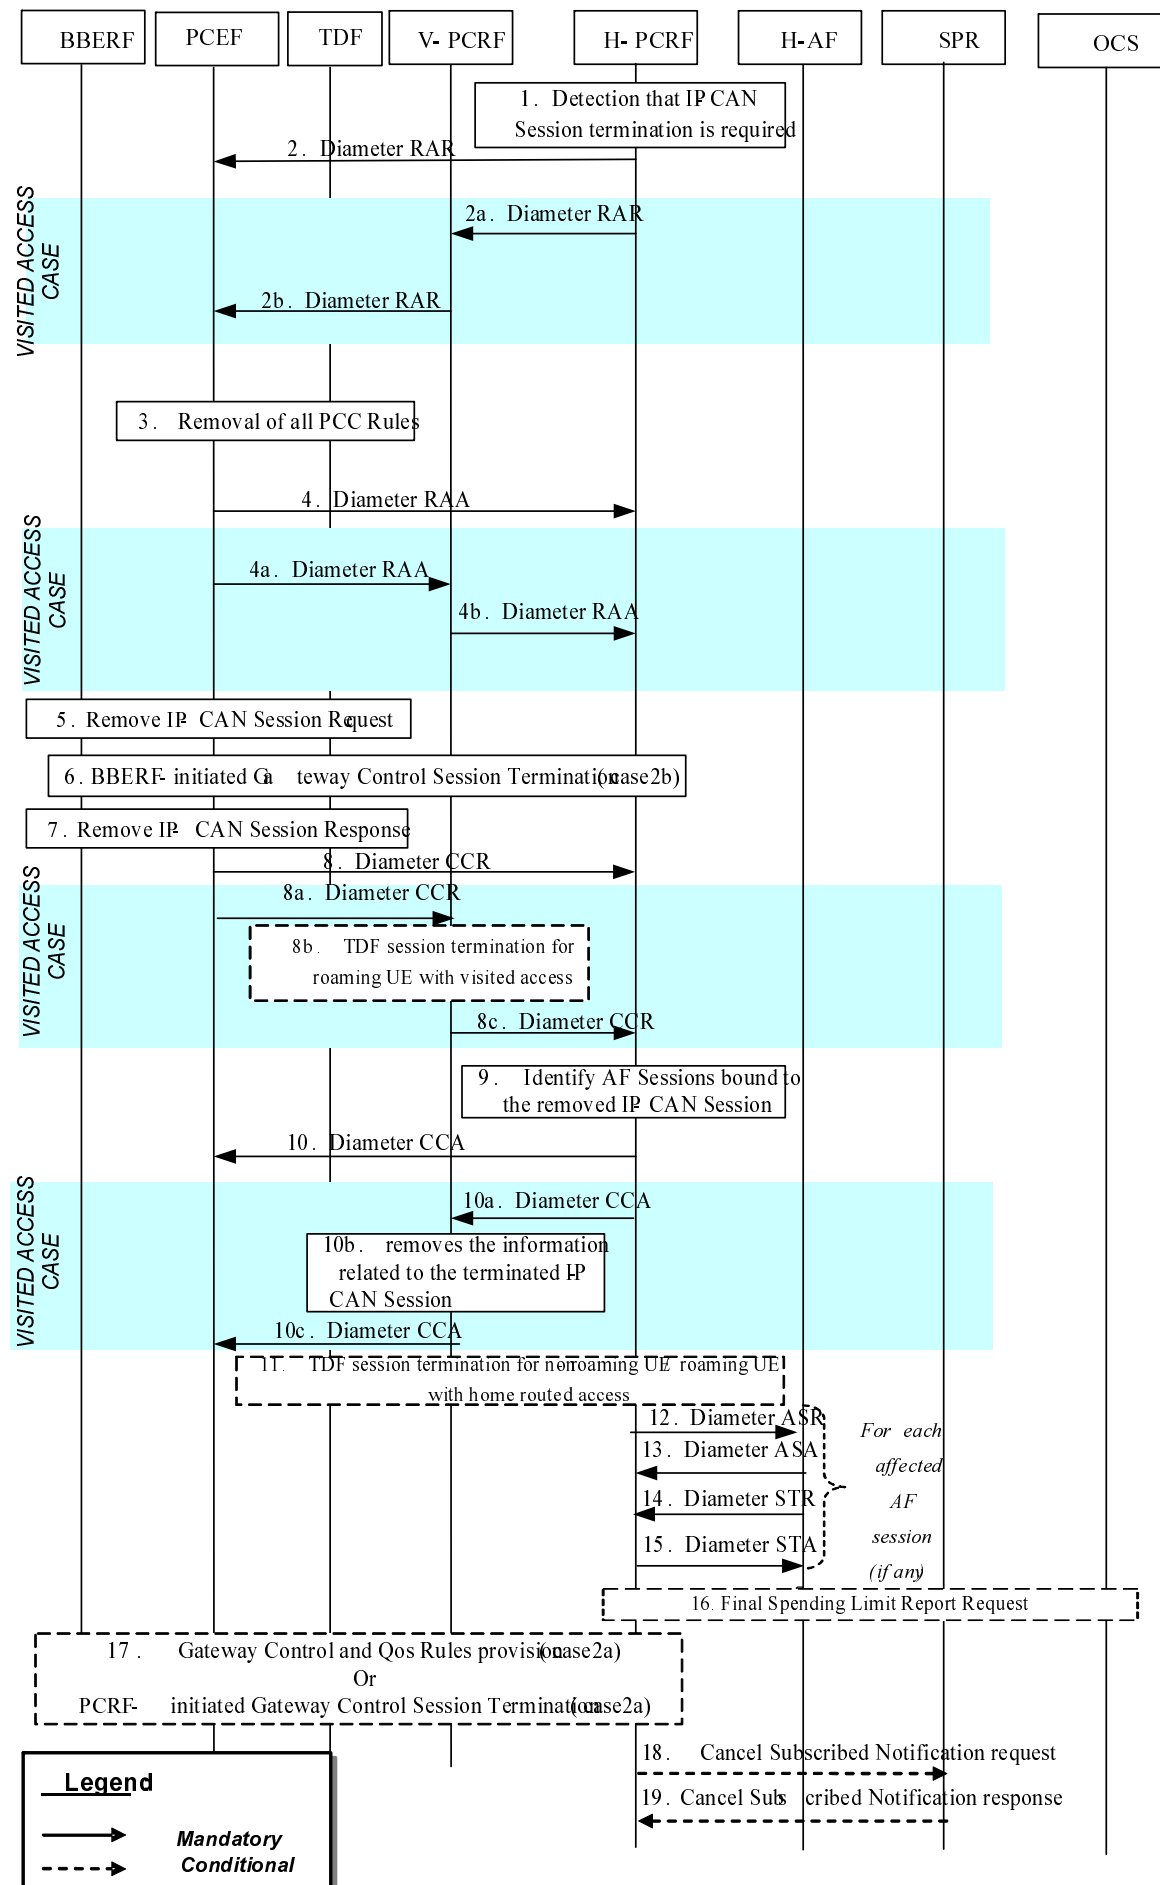 BBERF
PCEF
TDF
V- PCRF
H- PCRF
H-AF
SPR
OCS
1. Detection that IP-CAN
Session termination is required
2. Diameter RAR
VISITED ACCESS
CASE
2a. Diameter RAR
2b. Diameter RAR
3. Removal of all PCC Rules
4. Diameter RAA
VISITED ACCESS
CASE
4a. Diameter RAA
4b. Diameter RAA
5. Remove IP- CAN Session Request
6. BBERF- initiated Gateway Control Session Termination (case2b)
7. Remove IP- CAN Session Response
8. Diameter CCR
VISITED ACCESS
CASE
8a. Diameter CCR
8b. TDF session termination for
roaming UE with visited access
8c. Diameter CCR
9. Identify AF Sessions bound to
the removed IP- CAN Session
10. Diameter CCA
VISITED ACCESS
CASE
10a. Diameter CCA
10b. removes the information
related to the terminated IP-
CAN Session
10c. Diameter CCA
11. TDF session termination for non-roaming UE/ roaming UE
with home routed access
12. Diameter ASR
13. Diameter ASA
14. Diameter STR
15. Diameter STA
For each
affected
AF
session
(if any)
16. Final Spending Limit Report Request
17. Gateway Control and Qos Rules provision (case2a)
Or
PCRF- initiated Gateway Control Session Termination (case2a)
18. Cancel Subscribed Notification request
19. Cancel Subscribed Notification response
Legend
Mandatory
Conditional